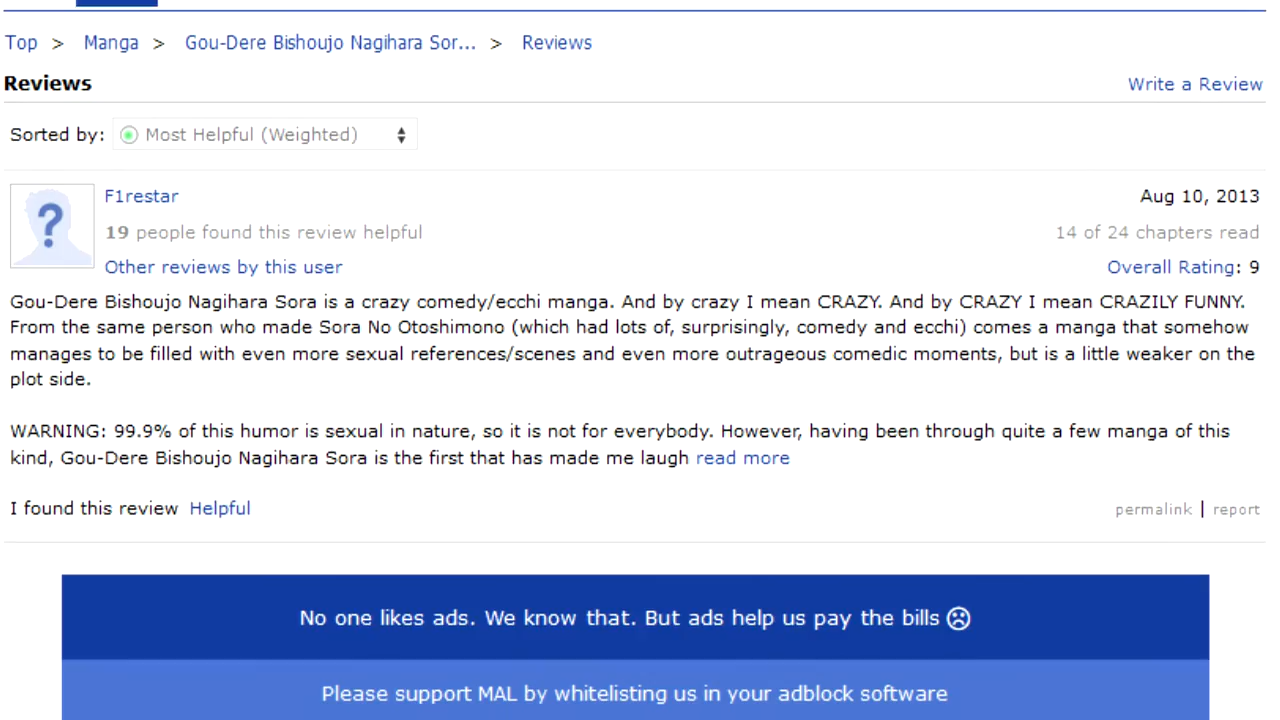 Top > Manga > Gou-Dere Bishoujo Nagihara Sor... > Reviews
Reviews
Write a Review
Sorted by: Most Helpful (Weighted)
F1restar
Aug 10, 2013
19 people found this review helpful
14 of 24 chapters read
Other reviews by this user
Overall Rating: 9
Gou-Dere Bishoujo Nagihara Sora is a crazy comedy/ecchi manga. And by crazy I mean CRAZY. And by CRAZY I mean CRAZILY FUNNY.
From the same person who made Sora No Otoshimono (which had lots of, surprisingly, comedy and ecchi) comes a manga that somehow
manages to be filled with even more sexual references/scenes and even more outrageous comedic moments, but is a little weaker on the
plot side.
WARNING: 99.9% of this humor is sexual in nature, so it is not for everybody. However, having been through quite a few manga of this
kind, Gou-Dere Bishoujo Nagihara Sora is the first that has made me laugh read more
I found this review Helpful
permalink | report
No one likes ads. We know that. But ads help us pay the bills
Please support MAL by whitelisting us in your adblock software